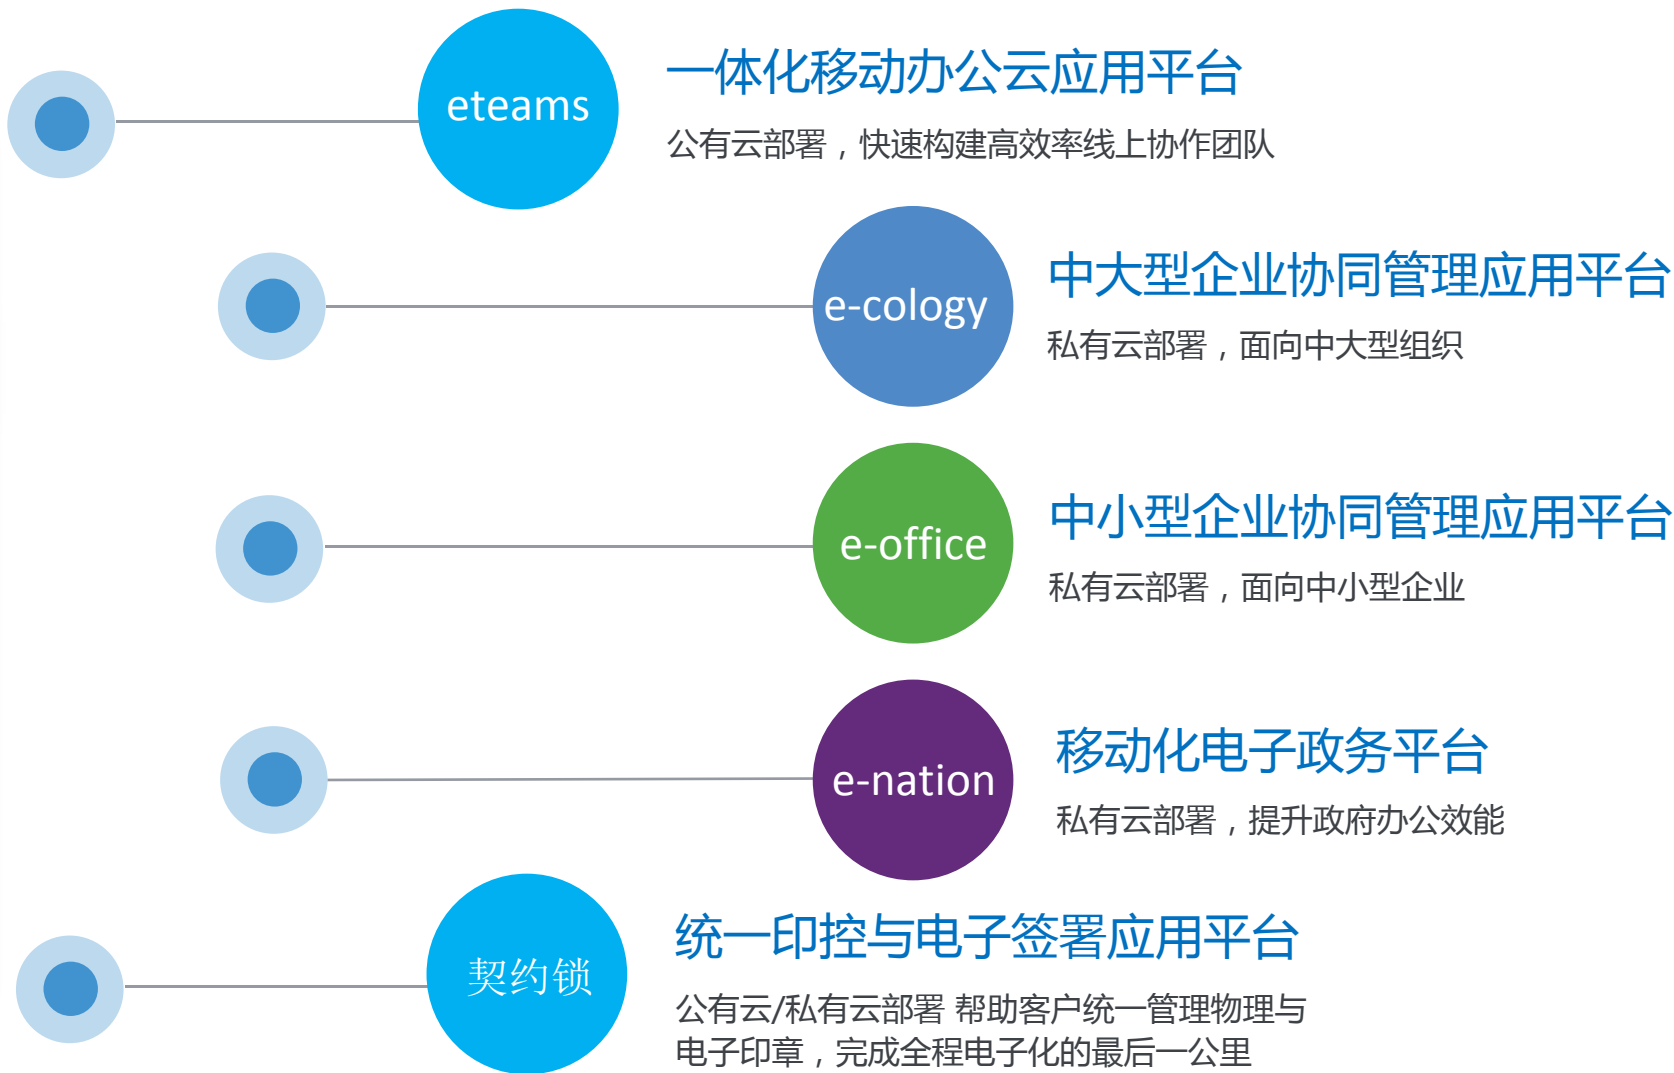 eteams
一体化移动办公云应用平台
公有云部署，快速构建高效率线上协作团队
e-cology
中大型企业协同管理应用平台
私有云部署，面向中大型组织
e-office
中小型企业协同管理应用平台
私有云部署，面向中小型企业
e-nation
移动化电子政务平台
私有云部署，提升政府办公效能
契约锁
统一印控与电子签署应用平台
公有云/私有云部署 帮助客户统一管理物理与
电子印章，完成全程电子化的最后一公里